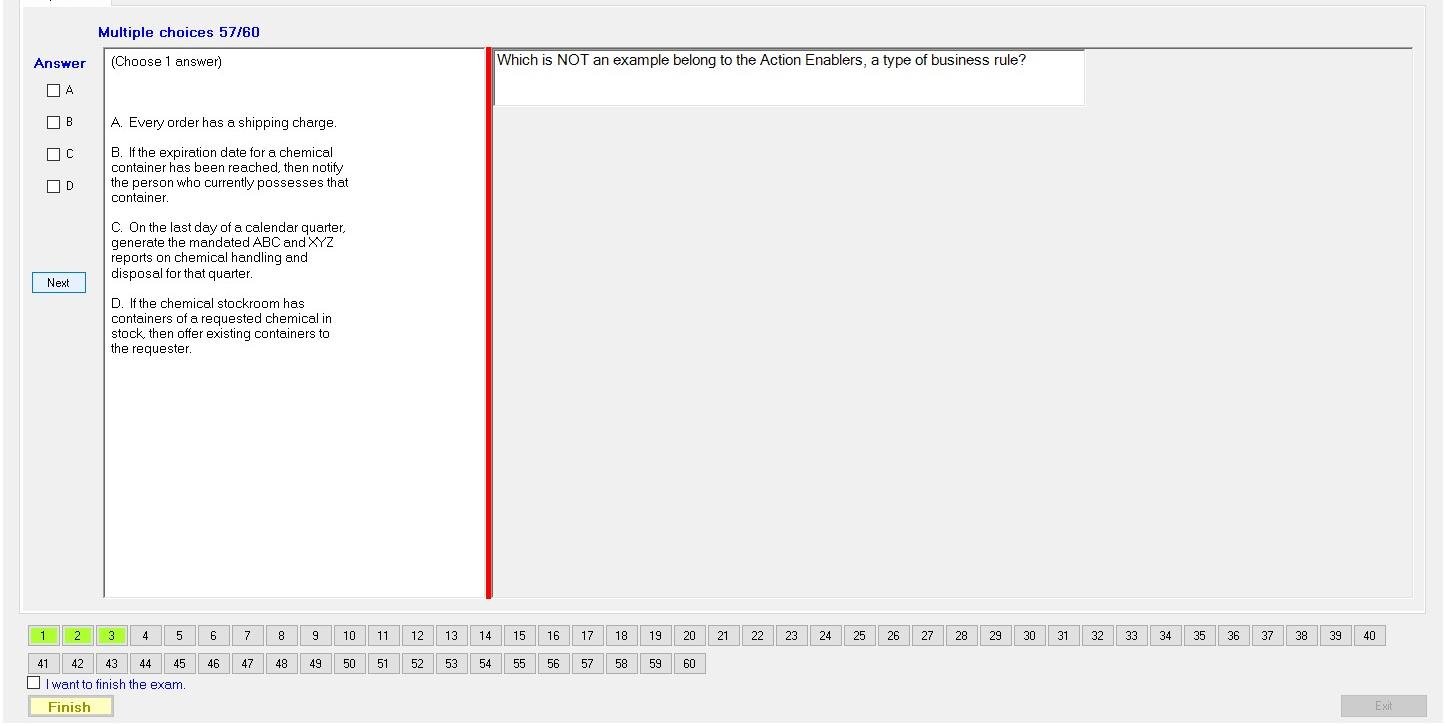 Multiple choices 57/60
Answer
A
B
C
D
Next
(Choose 1 answer)
A. Every order has a shipping charge.
B. If the expiration date for a chemical
container has been reached, then notify
the person who currently possesses that
container.
C. On the last day of a calendar quarter,
generate the mandated ABC and XYZ
reports on chemical handling and
disposal for that quarter.
D. If the chemical stockroom has
containers of a requested chemical in
stock, then offer existing containers to
the requester.
Which is NOT an example belong to the Action Enablers, a type of business rule?
1 2 3 4 5 6 7 8 9 10 11 12 13 14 15 16 17 18 19 20 21 22 23 24 25 26 27 28 29 30 31 32 33 34 35 36 37 38 39 40
41 42 43 44 45 46 47 48 49 50 51 52 53 54 55 56 57 58 59 60
I want to finish the exam.
Finish
Exit